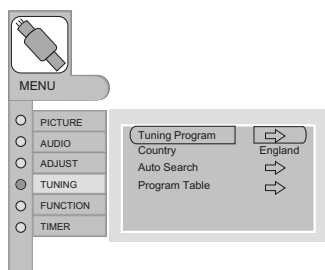 MENU
PICTURE
AUDIO
ADJUST
TUNING
FUNCTION
TIMER
Tuning Program
Country England
Auto Search
Program Table